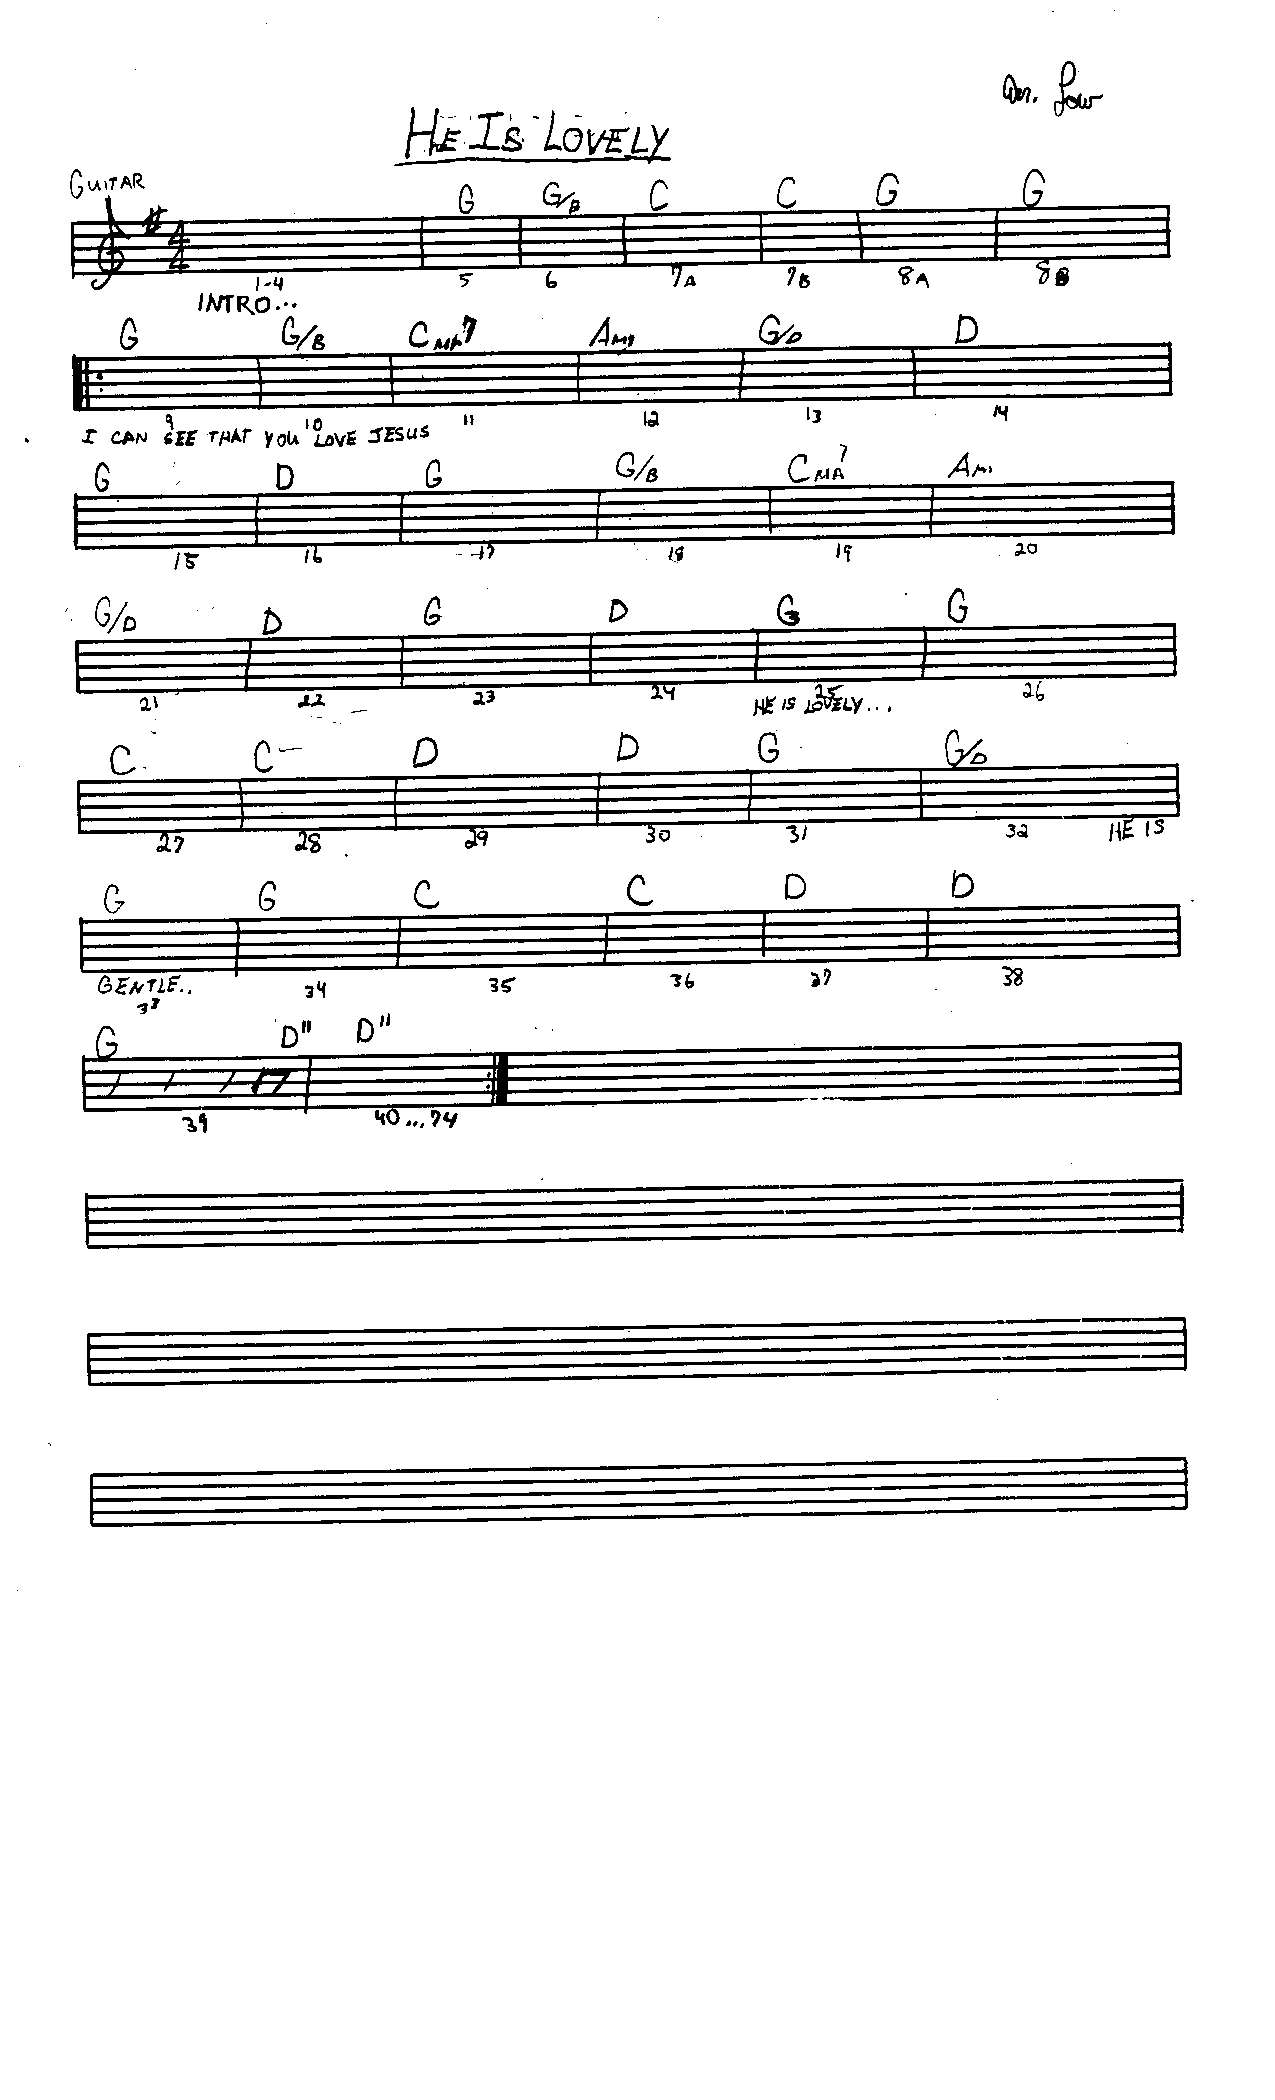 Wm. Low
HE IS LOVELY
GUITAR
G G/B C C G G
4/4
1-4 5 6 7A 7B 8A 8B
INTRO...
G G/B CMA7 AMI G/D D
9 10 11 12 13 14
I CAN SEE THAT YOU LOVE JESUS
G D G G/B CMA7 AMI
15 16 17 18 19 20
G/D D G D G G
21 22 23 24 25 26
HE IS LOVELY...
C C D D G G/D
27 28 29 30 31 32 HE IS
G G C C D D
GENTLE..
33 34 35 36 37 38
G D" D"
39 40...74